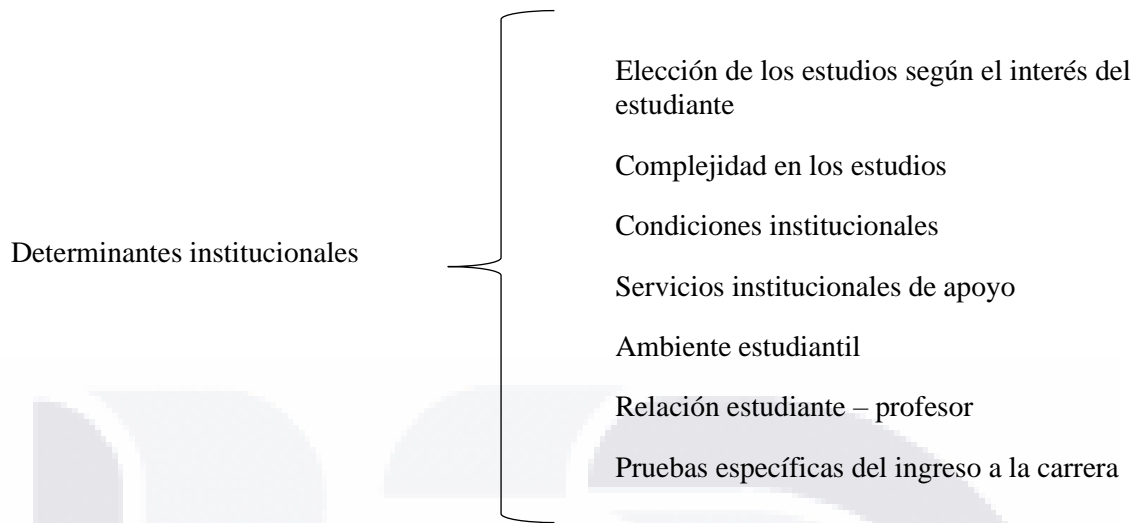 Elección de los estudios según el interés del
estudiante
Complejidad en los estudios
Condiciones institucionales
Determinantes institucionales
Servicios institucionales de apoyo
Ambiente estudiantil
Relación estudiante – profesor
Pruebas específicas del ingreso a la carrera